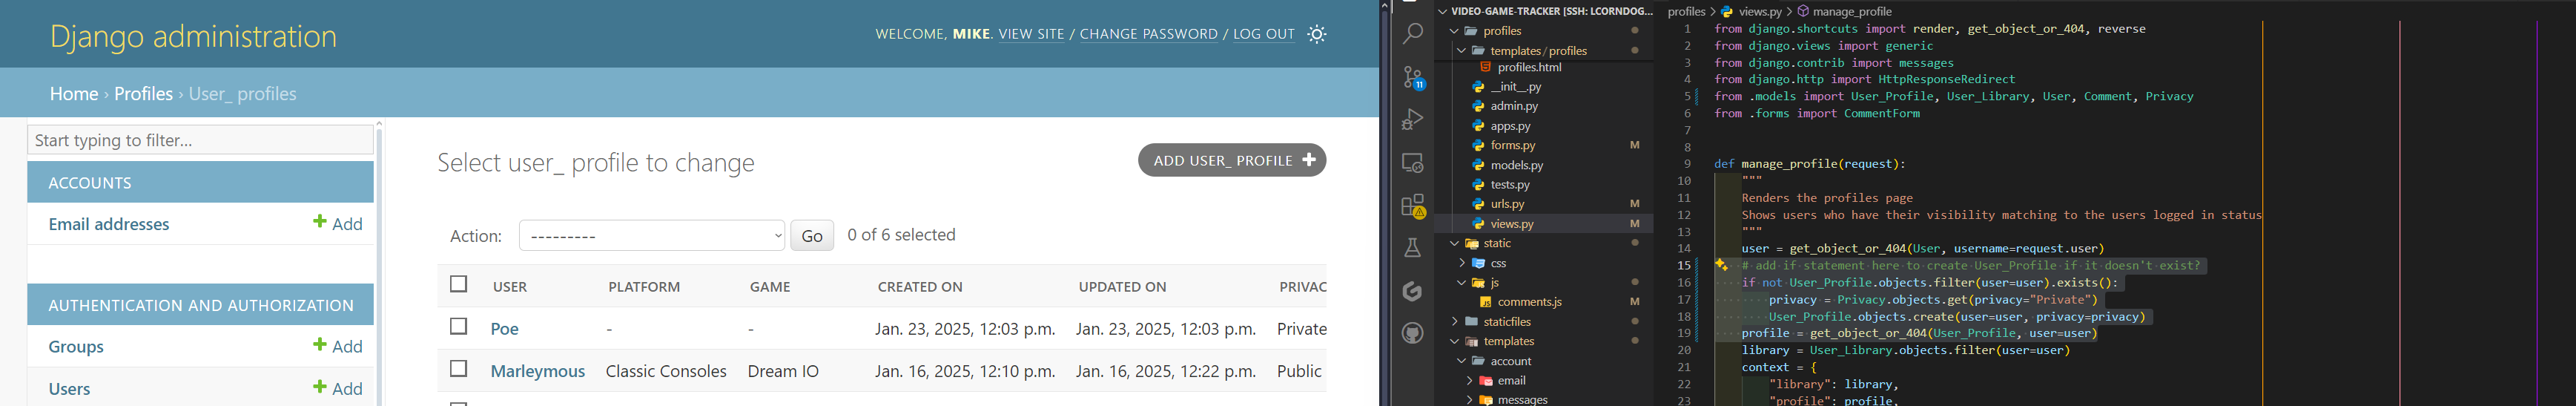 Django administration
WELCOME, MIKE. VIEW SITE / CHANGE PASSWORD / LOG OUT
Home › Profiles › User_ profiles
Start typing to filter...
ACCOUNTS
Email addresses
Add
AUTHENTICATION AND AUTHORIZATION
Groups
Add
Users
Add
Select user_ profile to change
ADD USER_ PROFILE
Action:
---------
Go
0 of 6 selected
USER PLATFORM GAME CREATED ON UPDATED ON PRIVAC
Poe - - Jan. 23, 2025, 12:03 p.m. Jan. 23, 2025, 12:03 p.m. Private
Marleymous Classic Consoles Dream IO Jan. 16, 2025, 12:10 p.m. Jan. 16, 2025, 12:22 p.m. Public
11
VIDEO-GAME-TRACKER [SSH: LCORNDOG...
profiles
templates / profiles
profiles.html
__init__.py
admin.py
apps.py
forms.py M
models.py
tests.py
urls.py M
views.py M
static
css
js
comments.js M
staticfiles
templates
account
email
messages
profiles > views.py > manage_profile
1 from django.shortcuts import render, get_object_or_404, reverse
2 from django.views import generic
3 from django.contrib import messages
4 from django.http import HttpResponseRedirect
5 from .models import User_Profile, User_Library, User, Comment, Privacy
6 from .forms import CommentForm
7
8
9 def manage_profile(request):
10 """
11 Renders the profiles page
12 Shows users who have their visibility matching to the users logged in status
13 """
14 user = get_object_or_404(User, username=request.user)
15 # add if statement here to create User_Profile if it doesn't exist?
16 if not User_Profile.objects.filter(user=user).exists():
17 privacy = Privacy.objects.get(privacy="Private")
18 User_Profile.objects.create(user=user, privacy=privacy)
19 profile = get_object_or_404(User_Profile, user=user)
20 library = User_Library.objects.filter(user=user)
21 context = {
22 "library": library,
23 "profile": profile,